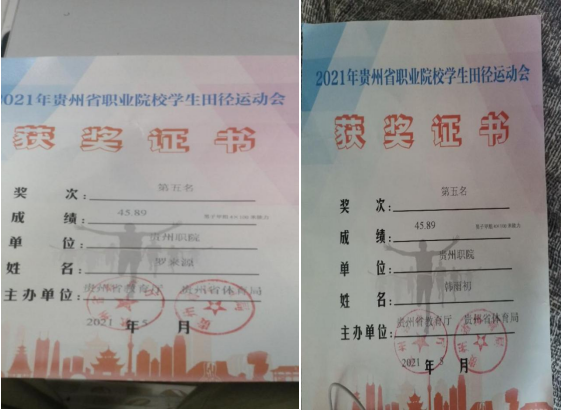 2021年贵州省职业院校学生田径运动会
获奖证书
奖 次： 第五名
成 绩： 45.89
单 位： 贵州职院
姓 名：
主办单位： 贵州省教育厅 贵州省体育局
2021 年 5 月
2021年贵州省职业院校学生田径运动会
获奖证书
奖 次： 第五名
成 绩： 45.89
单 位： 贵州职院
姓 名： 韩丽初
主办单位： 贵州省教育厅 贵州省体育局
2021 年 5 月